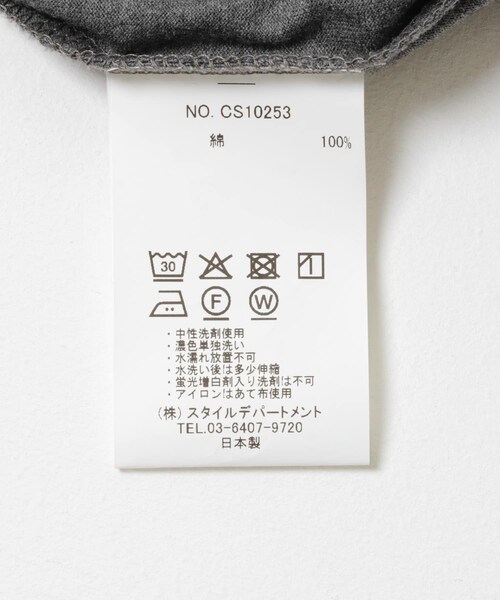 NO. CS10253
綿 100%
30
F W
・中性洗剤使用
・濃色単独洗い
・水濡れ放置不可
・水洗い後は多少伸縮
・蛍光増白剤入り洗剤は不可
・アイロンはあて布使用
(株) スタイルデパートメント
TEL.03-6407-9720
日本製